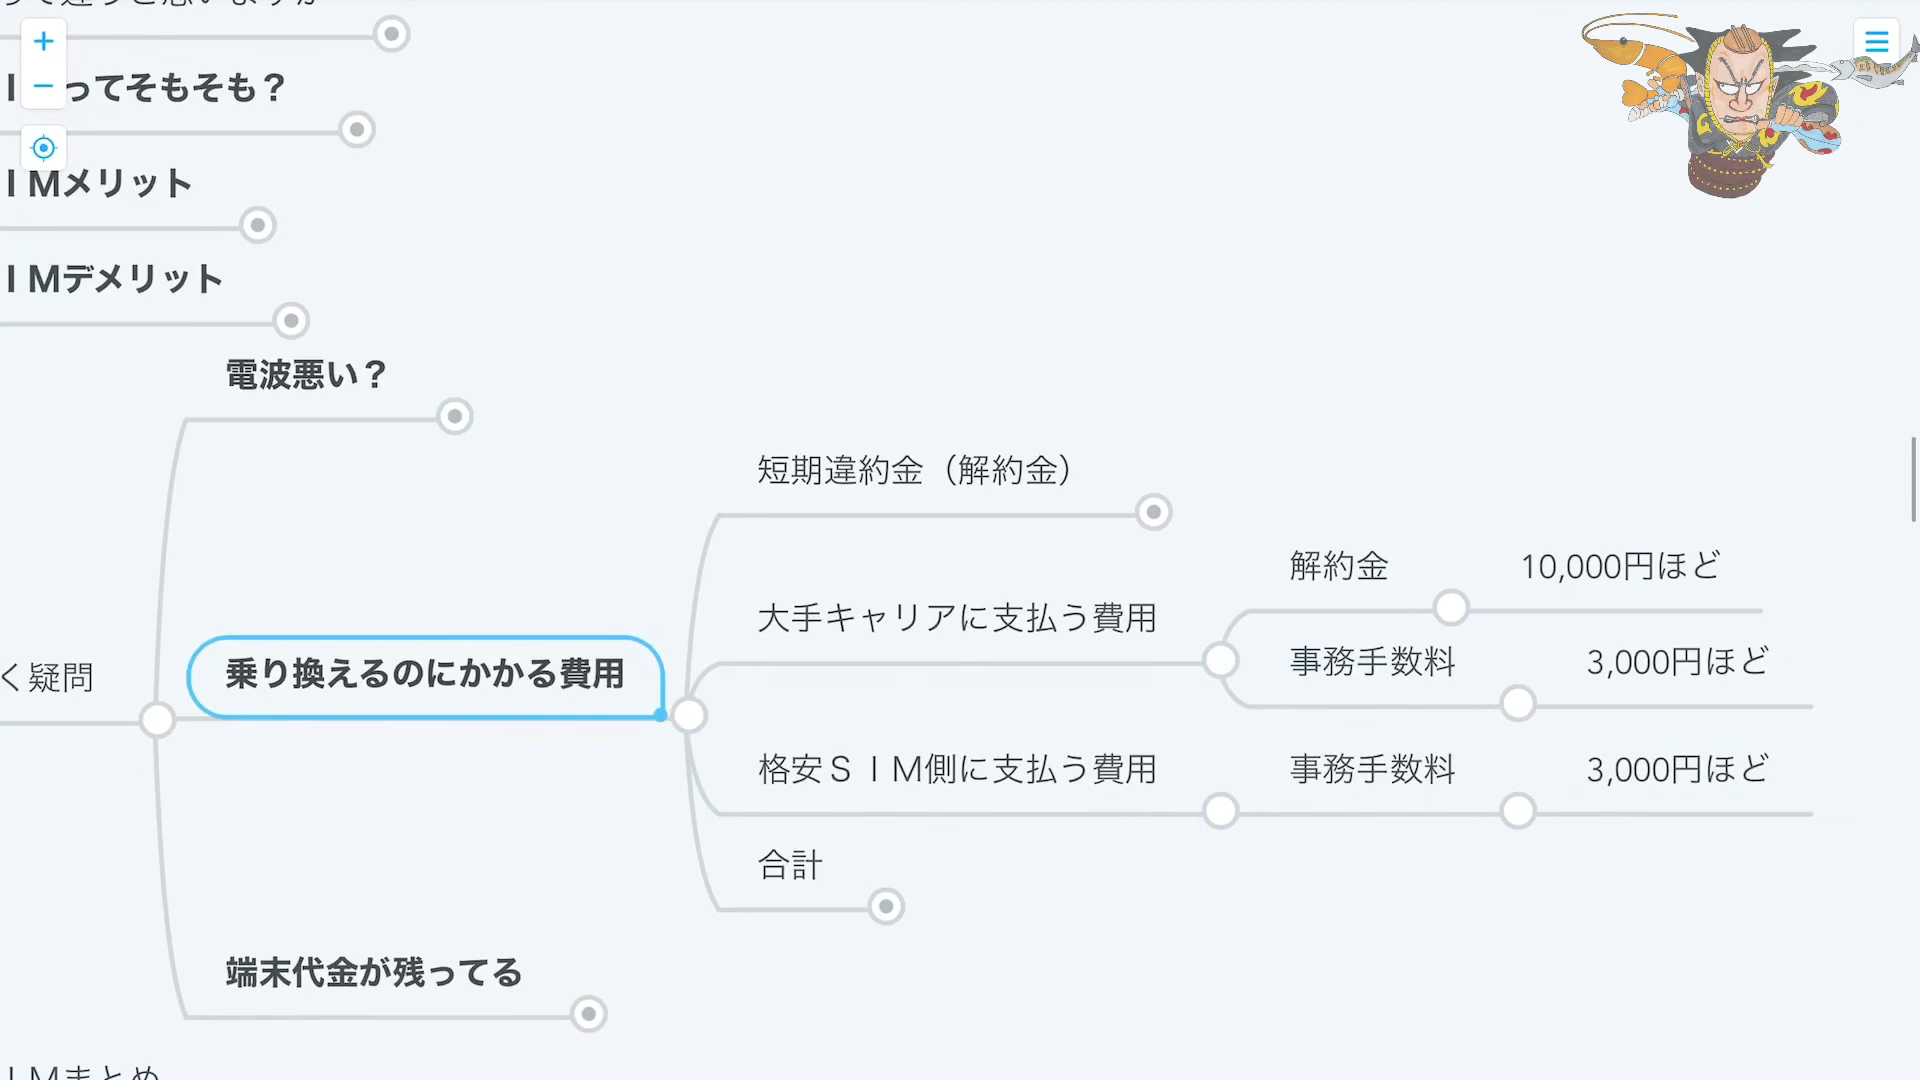 ってそもそも？
ＩＭメリット
ＩＭデメリット
電波悪い？
短期違約金（解約金）
解約金 10,000円ほど
大手キャリアに支払う費用
事務手数料 3,000円ほど
く疑問
乗り換えるのにかかる費用
格安ＳＩＭ側に支払う費用 事務手数料 3,000円ほど
合計
端末代金が残ってる
ＩＭまとめ